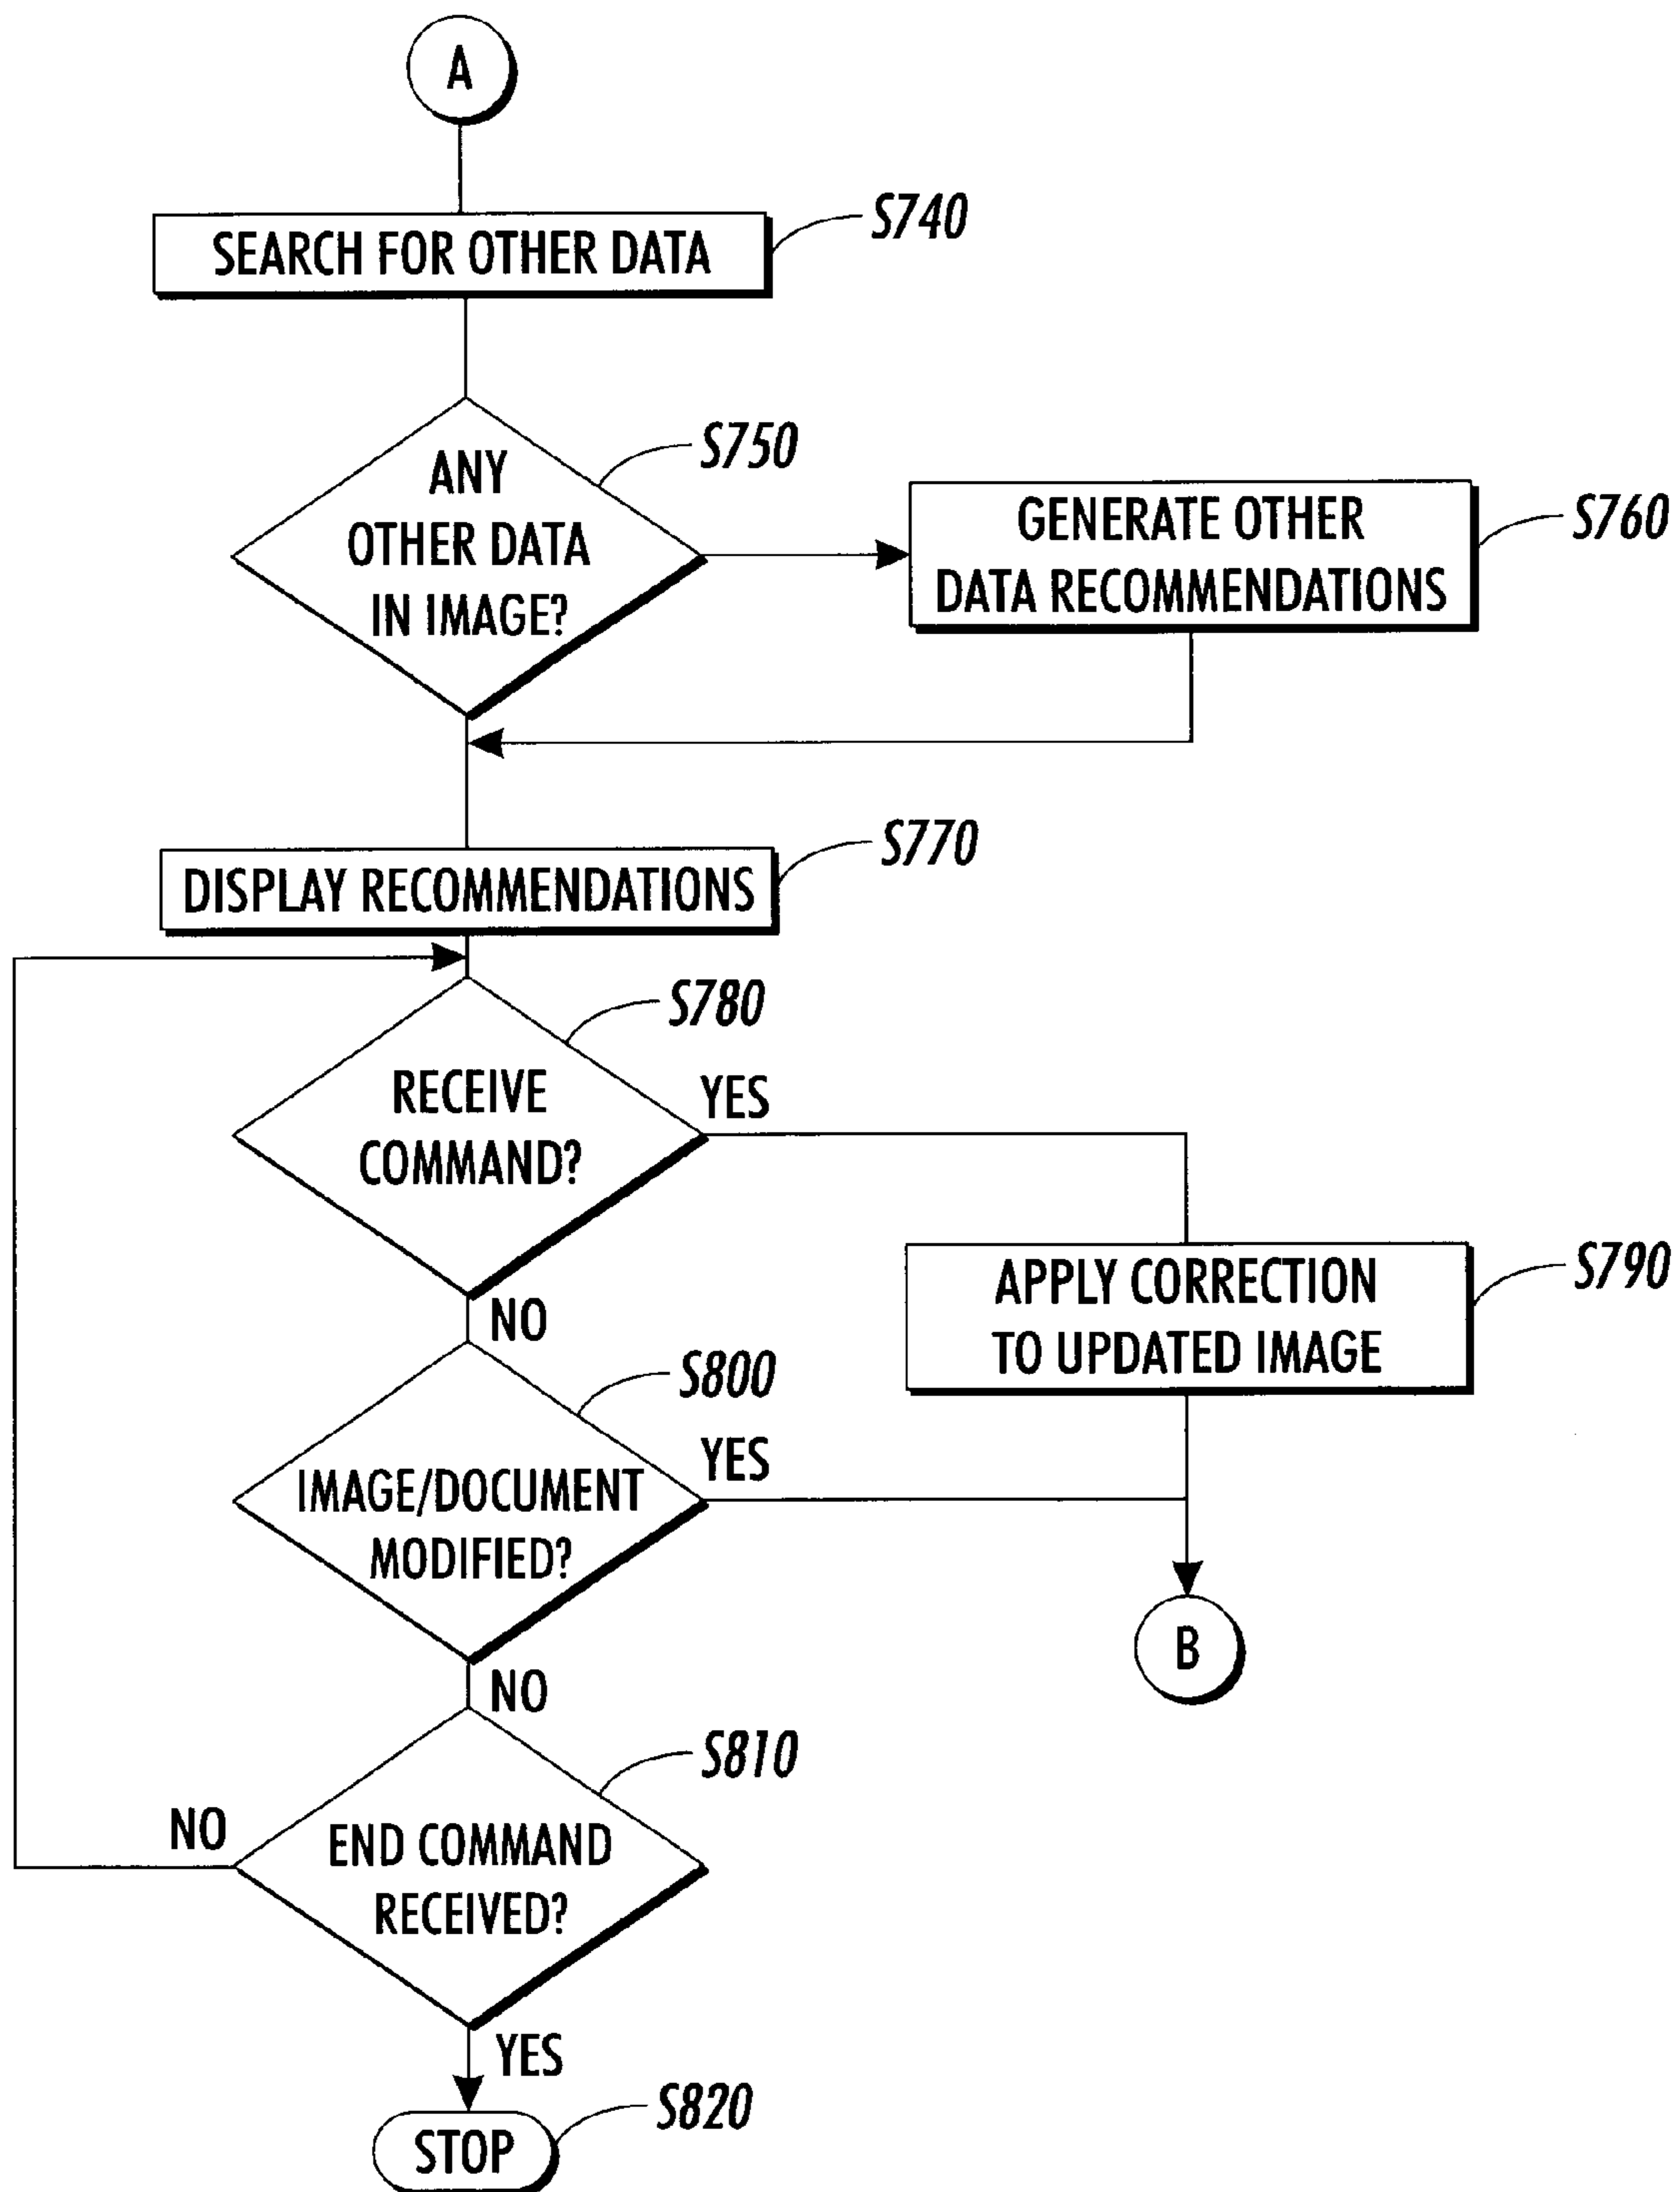 A
S740
SEARCH FOR OTHER DATA
S750
ANY
OTHER DATA
IN IMAGE?
S760
GENERATE OTHER
DATA RECOMMENDATIONS
S770
DISPLAY RECOMMENDATIONS
S780
RECEIVE
COMMAND?
YES
NO
S790
APPLY CORRECTION
TO UPDATED IMAGE
S800
IMAGE/DOCUMENT
MODIFIED?
YES
NO
B
S810
END COMMAND
RECEIVED?
NO
YES
S820
STOP